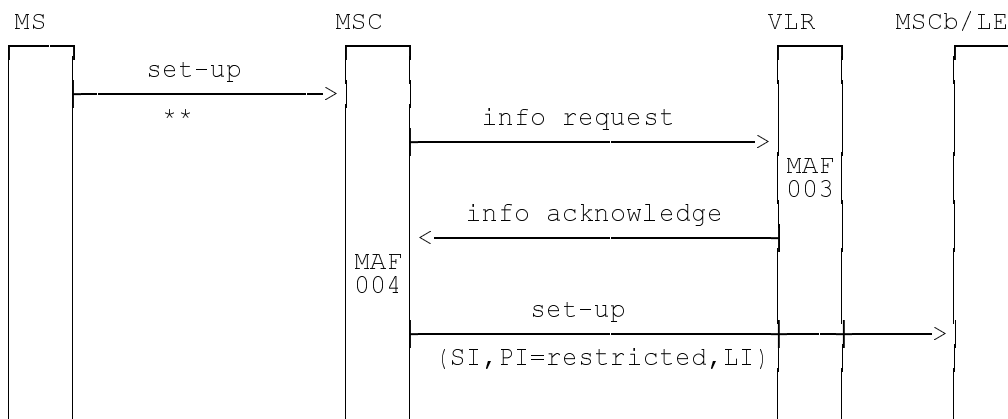 MS MSC VLR MSCb/LE
set-up
**
info request
MAF
003
info acknowledge
MAF
004
set-up
(SI,PI=restricted,LI)